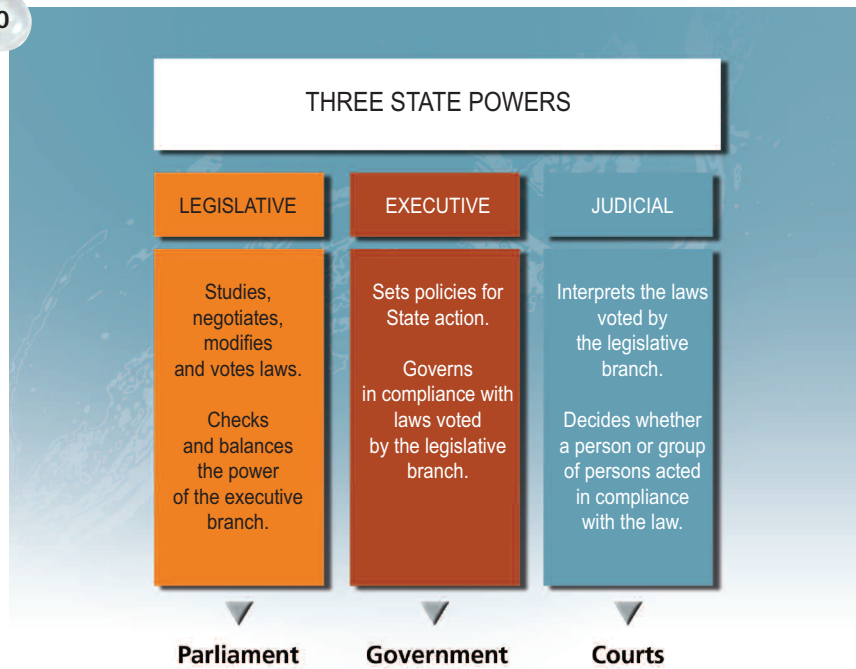 0
THREE STATE POWERS
LEGISLATIVE
Studies,
negotiates,
modifies
and votes laws.
Checks
and balances
the power
of the executive
branch.
Parliament
EXECUTIVE
Sets policies for
State action.
Governs
in compliance with
laws voted
by the legislative
branch.
Government
JUDICIAL
Interprets the laws
voted by
the legislative
branch.
Decides whether
a person or group
of persons acted
in compliance
with the law.
Courts